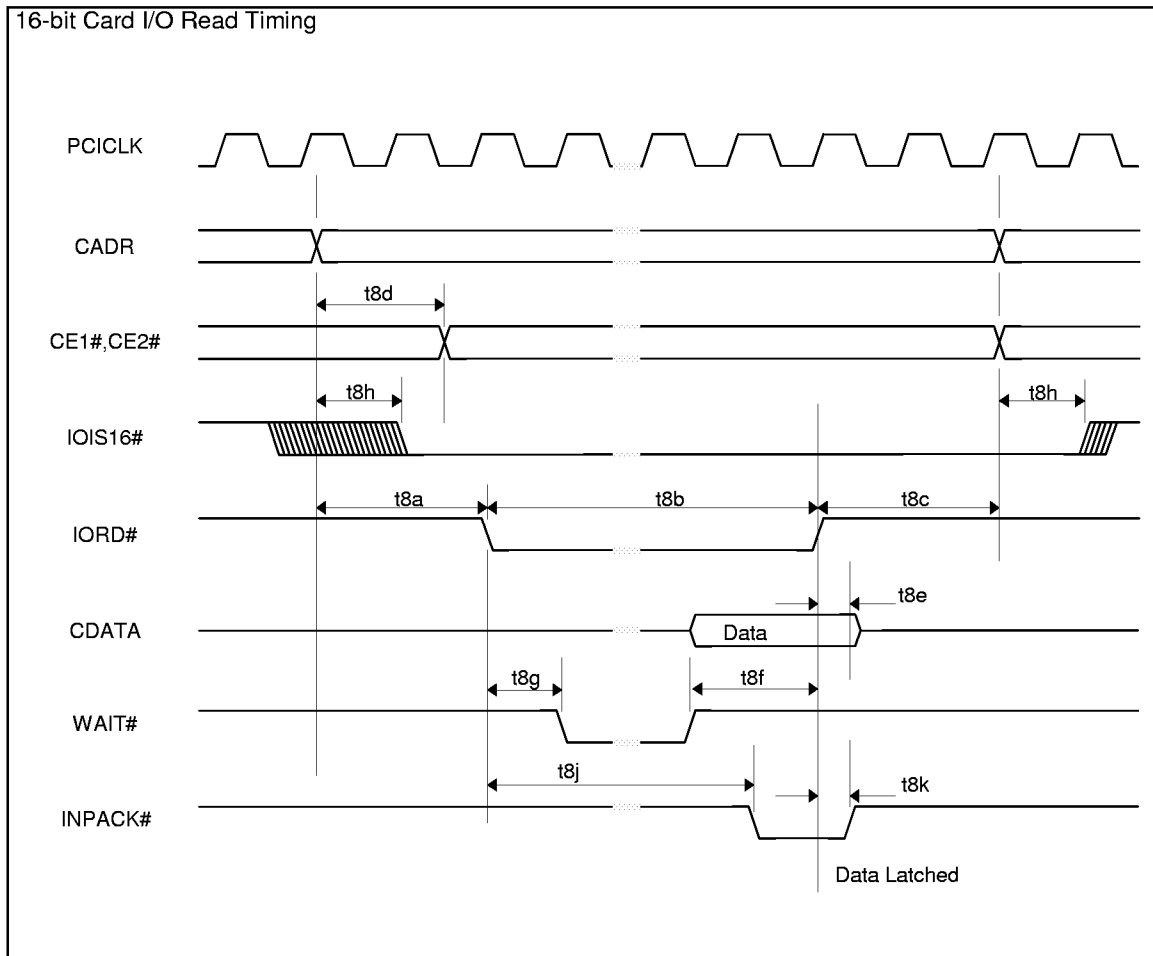 16-bit Card I/O Read Timing
PCICLK
CADR
t8d
CE1#,CE2#
t8h
t8h
IOIS16#
t8a
t8b
t8c
IORD#
t8e
CDATA
Data
t8g
t8f
WAIT#
t8j
t8k
INPACK#
Data Latched